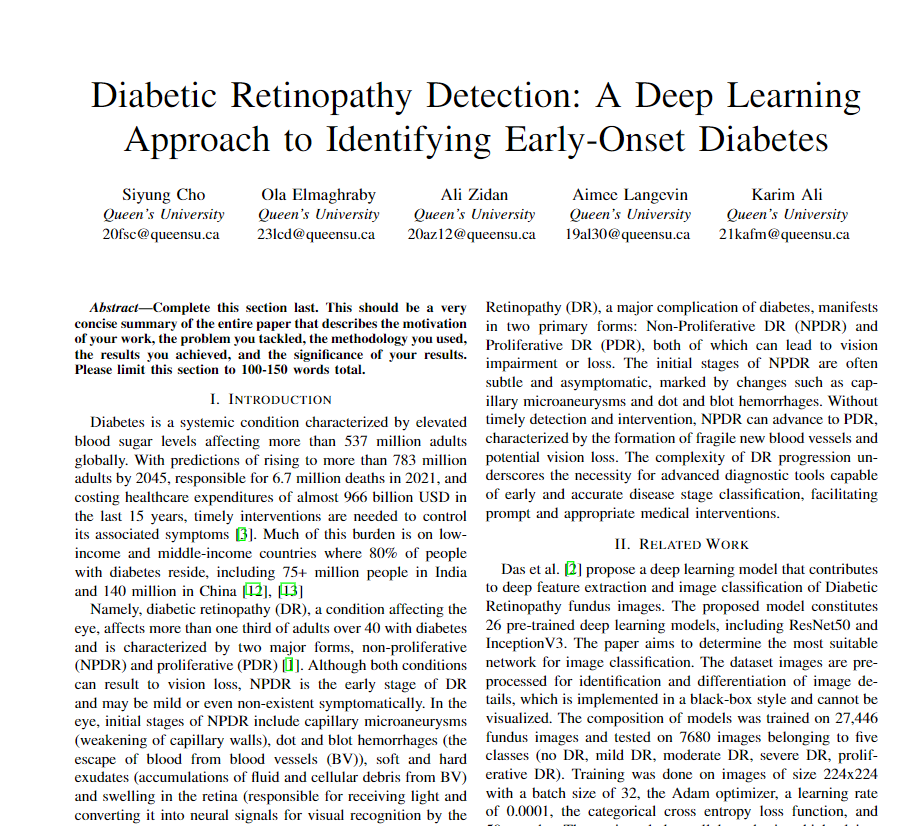 Diabetic Retinopathy Detection: A Deep Learning
Approach to Identifying Early-Onset Diabetes
Siyung Cho
Queen's University
20fsc@queensu.ca
Ola Elmaghraby
Queen's University
23lcd@queensu.ca
Ali Zidan
Queen's University
20az12@queensu.ca
Aimee Langevin
Queen's University
19al30@queensu.ca
Karim Ali
Queen's University
21kafm@queensu.ca
Abstract—Complete this section last. This should be a very
concise summary of the entire paper that describes the motivation
of your work, the problem you tackled, the methodology you used,
the results you achieved, and the significance of your results.
Please limit this section to 100-150 words total.
I. Introduction
Diabetes is a systemic condition characterized by elevated
blood sugar levels affecting more than 537 million adults
globally. With predictions of rising to more than 783 million
adults by 2045, responsible for 6.7 million deaths in 2021, and
costing healthcare expenditures of almost 966 billion USD in
the last 15 years, timely interventions are needed to control
its associated symptoms [3]. Much of this burden is on low-
income and middle-income countries where 80% of people
with diabetes reside, including 75+ million people in India
and 140 million in China [12], [13]
Namely, diabetic retinopathy (DR), a condition affecting the
eye, affects more than one third of adults over 40 with diabetes
and is characterized by two major forms, non-proliferative
(NPDR) and proliferative (PDR) [1]. Although both conditions
can result to vision loss, NPDR is the early stage of DR
and may be mild or even non-existent symptomatically. In the
eye, initial stages of NPDR include capillary microaneurysms
(weakening of capillary walls), dot and blot hemorrhages (the
escape of blood from blood vessels (BV)), soft and hard
exudates (accumulations of fluid and cellular debris from BV)
and swelling in the retina (responsible for receiving light and
converting it into neural signals for visual recognition by the
Retinopathy (DR), a major complication of diabetes, manifests
in two primary forms: Non-Proliferative DR (NPDR) and
Proliferative DR (PDR), both of which can lead to vision
impairment or loss. The initial stages of NPDR are often
subtle and asymptomatic, marked by changes such as cap-
illary microaneurysms and dot and blot hemorrhages. Without
timely detection and intervention, NPDR can advance to PDR,
characterized by the formation of fragile new blood vessels and
potential vision loss. The complexity of DR progression un-
derscores the necessity for advanced diagnostic tools capable
of early and accurate disease stage classification, facilitating
prompt and appropriate medical interventions.
II. Related Work
Das et al. [2] propose a deep learning model that contributes
to deep feature extraction and image classification of Diabetic
Retinopathy fundus images. The proposed model constitutes
26 pre-trained deep learning models, including ResNet50 and
InceptionV3. The paper aims to determine the most suitable
network for image classification. The dataset images are pre-
processed for identification and differentiation of image de-
tails, which is implemented in a black-box style and cannot be
visualized. The composition of models was trained on 27,446
fundus images and tested on 7680 images belonging to five
classes (no DR, mild DR, moderate DR, severe DR, prolif-
erative DR). Training was done on images of size 224x224
with a batch size of 32, the Adam optimizer, a learning rate
of 0.0001, the categorical cross entropy loss function, and